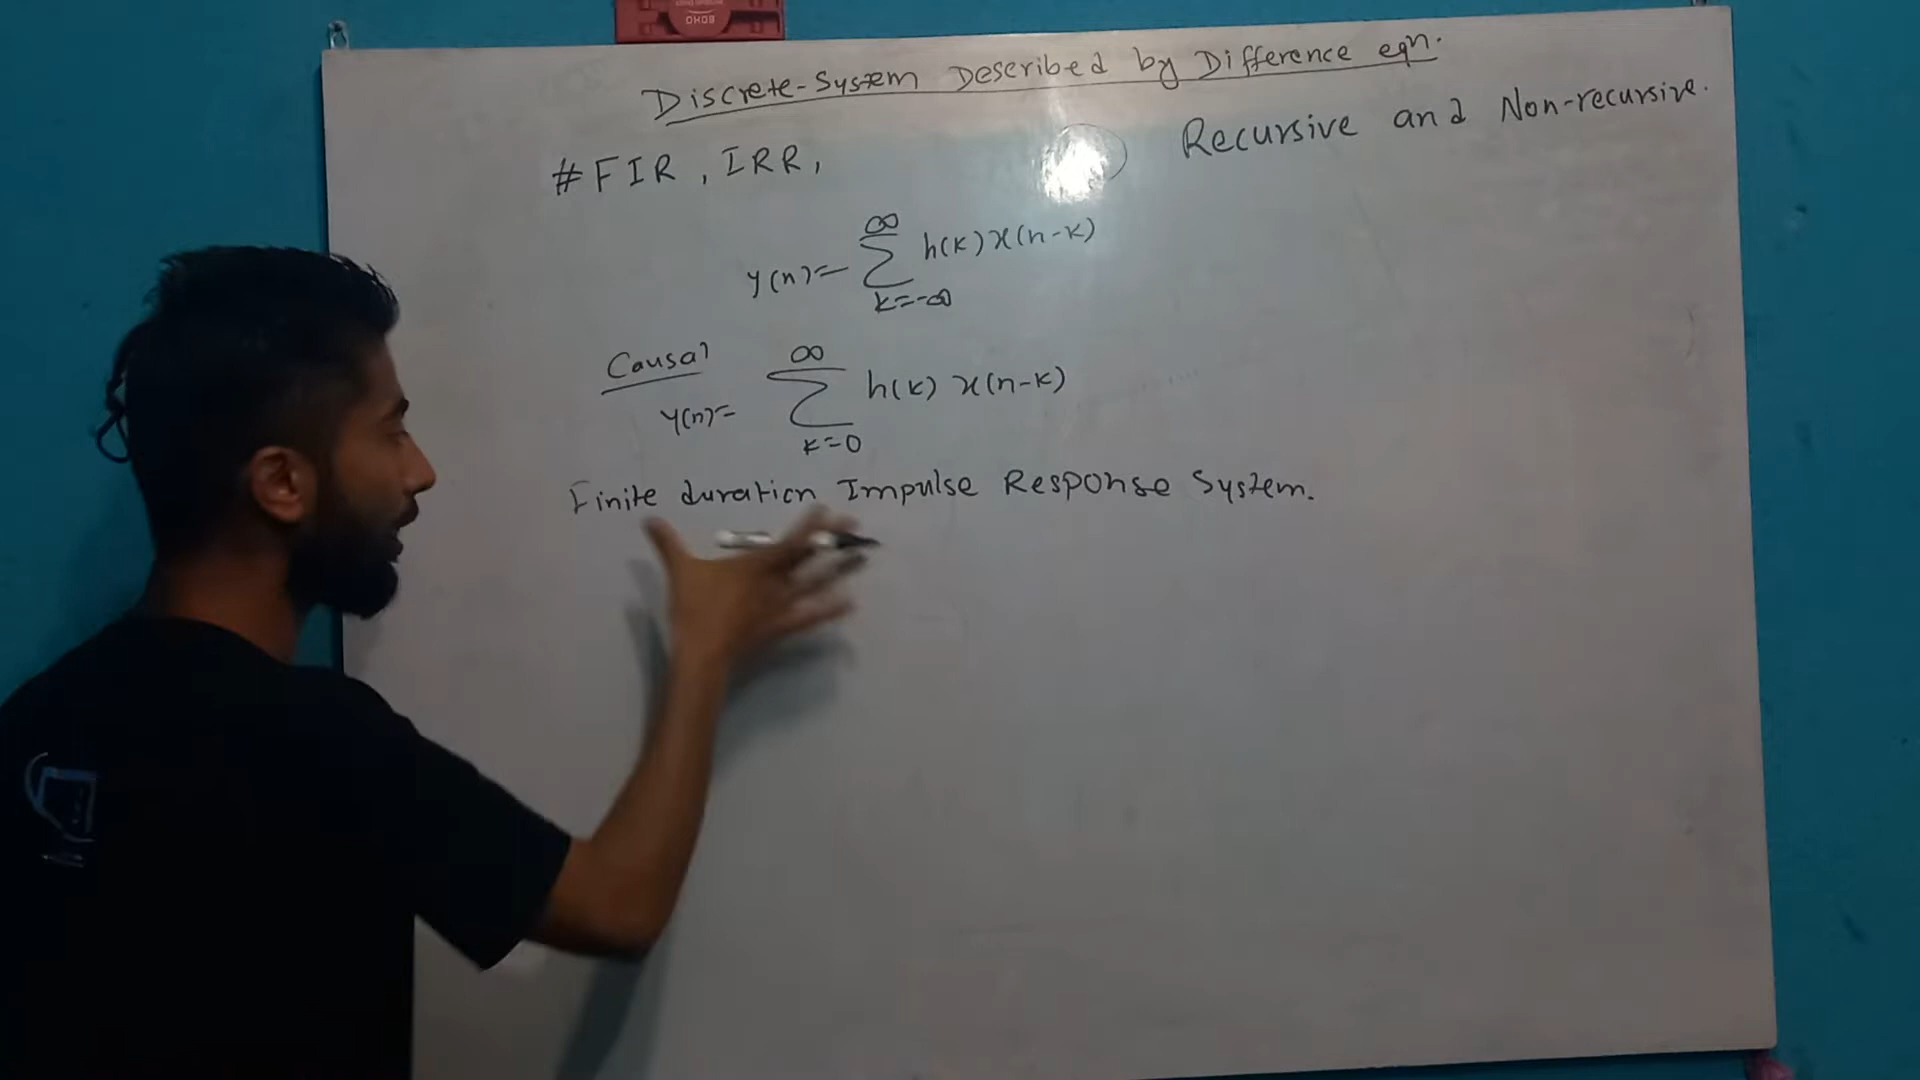 Discrete-System Described by Difference eqn.
Recursive and Non-recursive.
#FIR, IRR,
y(n)= ∞ Σ k=-∞ h(k)x(n-k)
Causal
y(n)= ∞ Σ k=0 h(k) x(n-k)
Finite duration Impulse Response System.